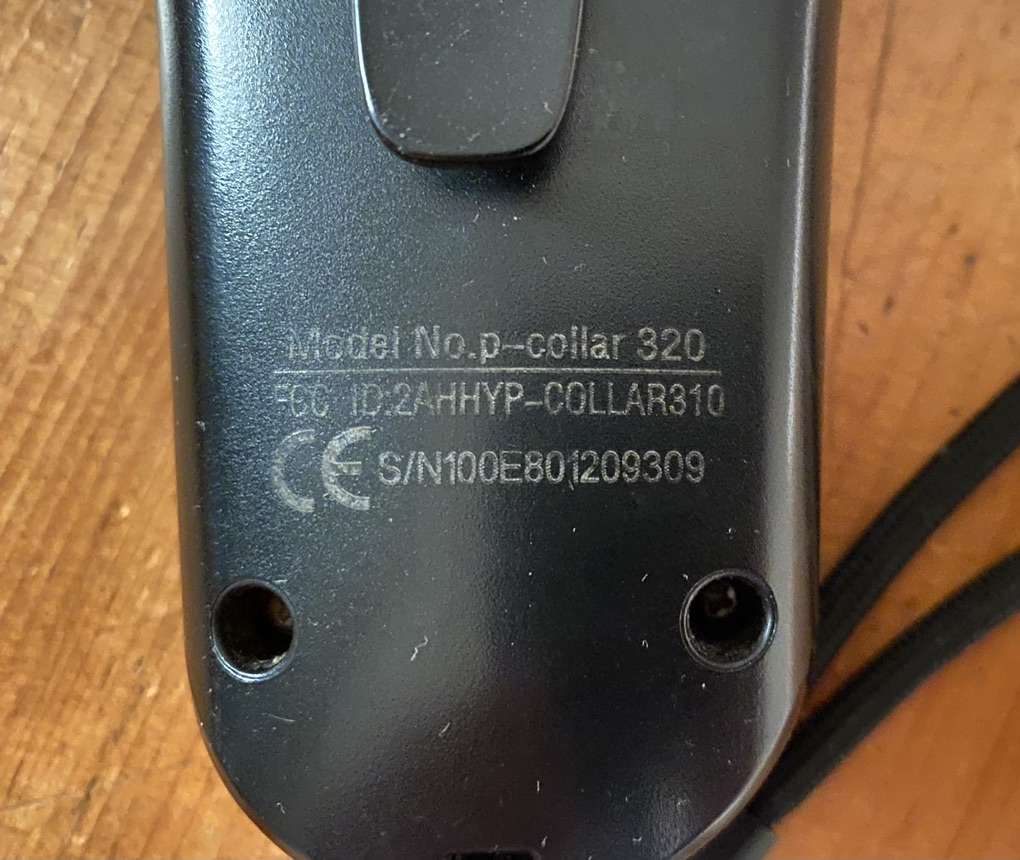 Model No.p-collar 320
FCC ID:2AHHYP-COLLAR310
CE S/N100E801209309